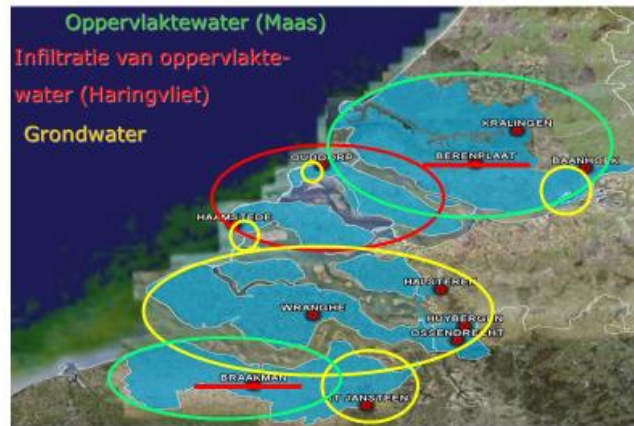 Oppervlaktewater (Maas)
Infiltratie van oppervlakte-
water (Haringvliet)
Grondwater
KRALINGEN
BERENPLAAT
BAANHOEK
OUDDORP
HAAMSTEDE
HALSTEREN
WRANGHE
HUYBERGEN
OSSENDRECHT
BRAAKMAN
ST JANSTEEN